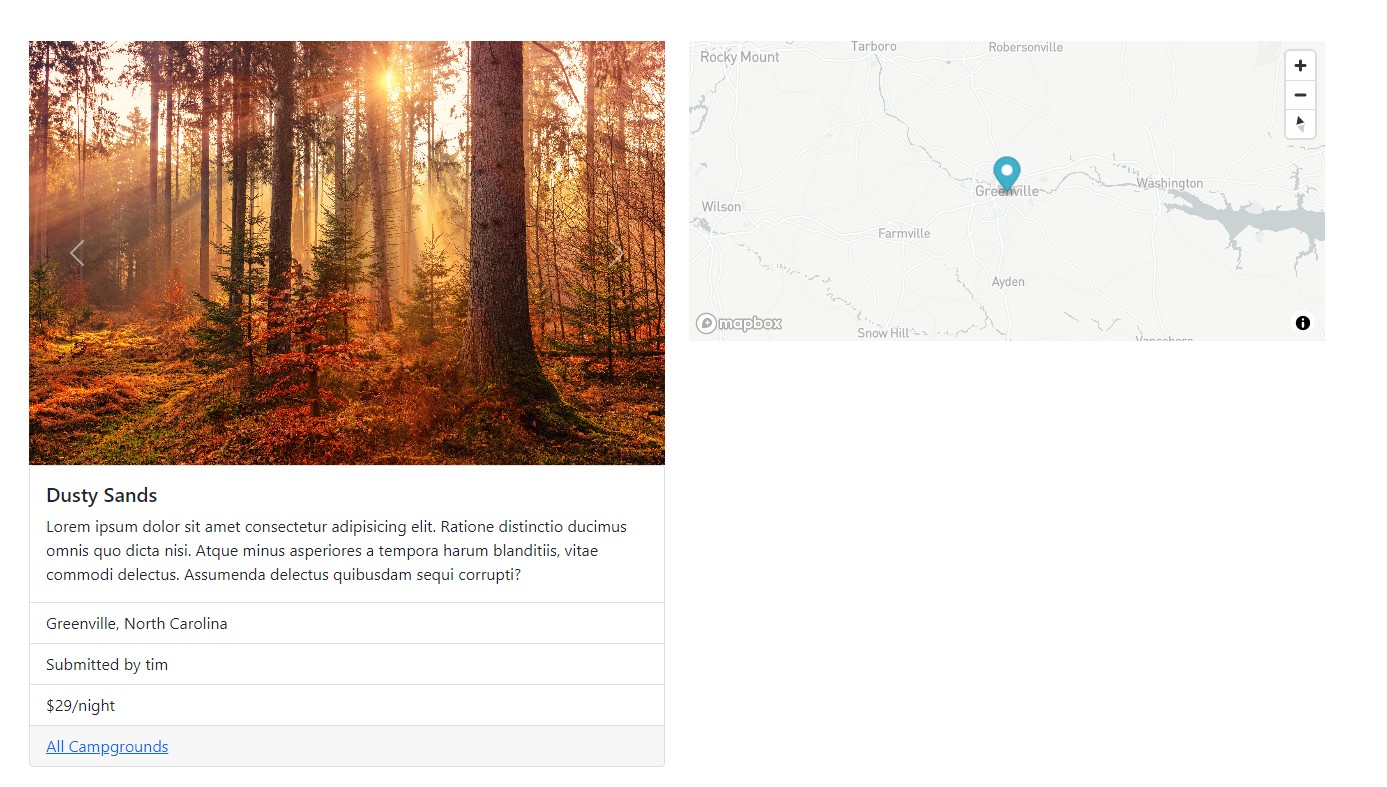 Dusty Sands
Lorem ipsum dolor sit amet consectetur adipisicing elit. Ratione distinctio ducimus
omnis quo dicta nisi. Atque minus asperiores a tempora harum blanditiis, vitae
commodi delectus. Assumenda delectus quibusdam sequi corrupti?
Greenville, North Carolina
Submitted by tim
$29/night
All Campgrounds
Tarboro
Robersonville
Rocky Mount
Greenville
Washington
Wilson
Farmville
Ayden
mapbox
Snow Hill
Vanceboro